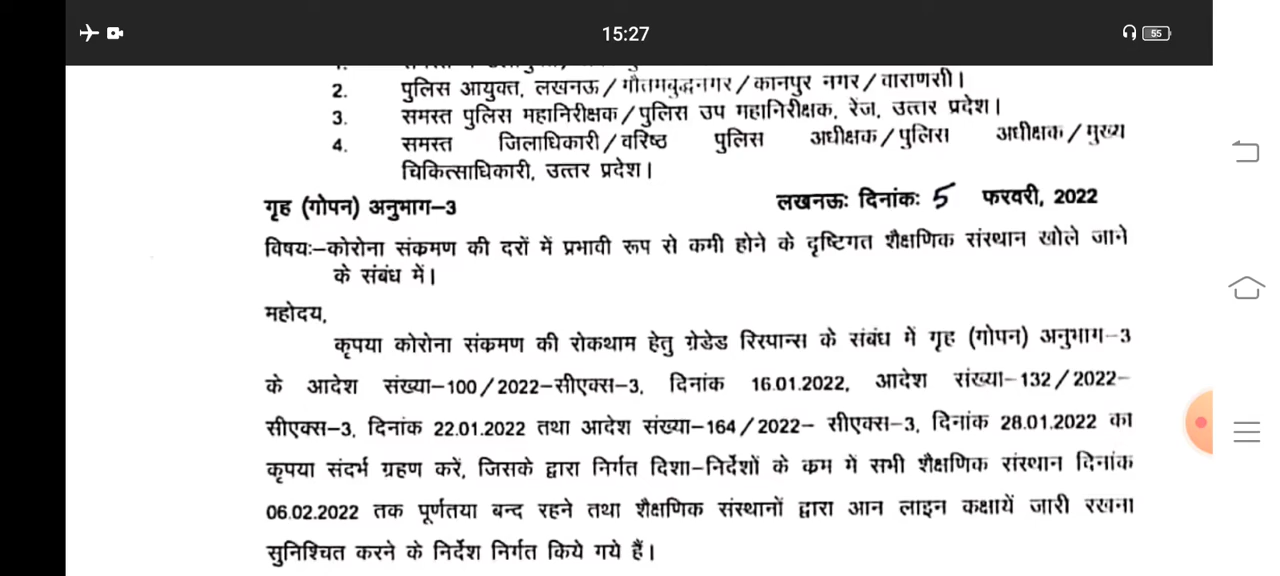 15:27
55
2. पुलिस आयुक्त, लखनऊ/गौतमबुद्धनगर/कानपुर नगर/वाराणसी।
3. समस्त पुलिस महानिरीक्षक/पुलिस उप महानिरीक्षक, रेंज, उत्तर प्रदेश।
4. समस्त जिलाधिकारी/वरिष्ठ पुलिस अधीक्षक/पुलिस अधीक्षक/मुख्य
चिकित्साधिकारी, उत्तर प्रदेश।
गृह (गोपन) अनुभाग-3 लखनऊः दिनांकः 5 फरवरी, 2022
विषयः-कोरोना संक्रमण की दरों में प्रभावी रूप से कमी होने के दृष्टिगत शैक्षणिक संस्थान खोले जाने
के संबंध में।
महोदय,
कृपया कोरोना संक्रमण की रोकथाम हेतु ग्रेडेड रिस्पान्स के संबंध में गृह (गोपन) अनुभाग-3
के आदेश संख्या-100/2022-सीएक्स-3, दिनांक 16.01.2022, आदेश संख्या-132/2022-
सीएक्स-3, दिनांक 22.01.2022 तथा आदेश संख्या-164/2022- सीएक्स-3, दिनांक 28.01.2022 का
कृपया संदर्भ ग्रहण करें, जिसके द्वारा निर्गत दिशा-निर्देशों के क्रम में सभी शैक्षणिक संस्थान दिनांक
06.02.2022 तक पूर्णतया बन्द रहने तथा शैक्षणिक संस्थानों द्वारा आन लाइन कक्षायें जारी रखना
सुनिश्चित करने के निर्देश निर्गत किये गये हैं।